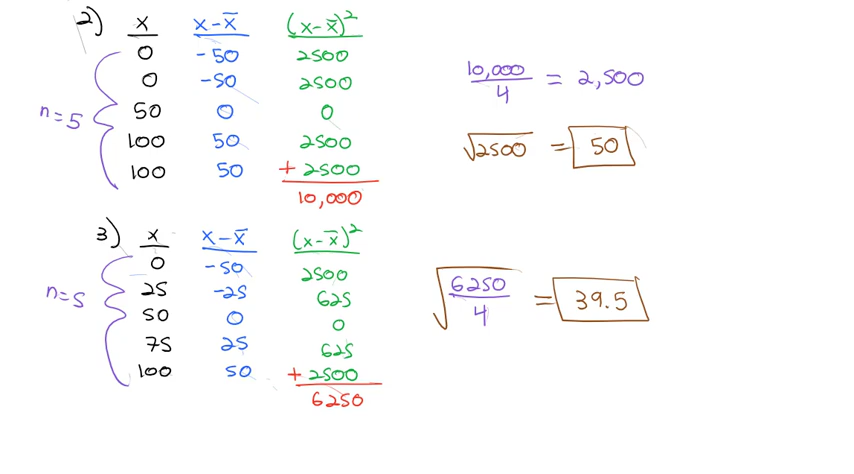 2) x x-x̄ (x-x̄)²
0 -50 2500
0 -50 2500
n=5 50 0 0
100 50 2500
100 50 + 2500
10,000
10,000/4 = 2,500
√2500 = 50
3) x x-x̄ (x-x̄)²
0 -50 2500
n=5 25 -25 625
50 0 0
75 25 625
100 50 + 2500
6250
√(6250/4) = 39.5